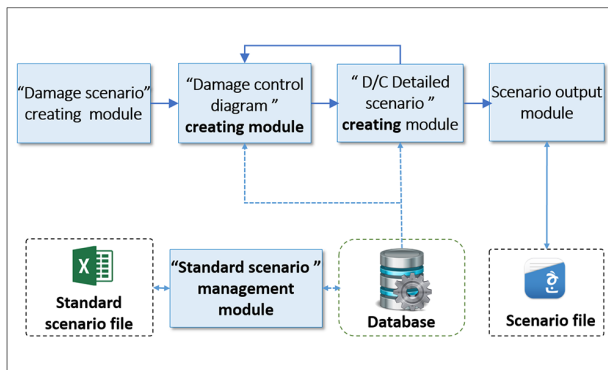 “Damage scenario”
creating module
“Damage control
diagram ”
creating module
“ D/C Detailed
scenario ”
creating module
Scenario output
module
Standard
scenario file
“Standard scenario ”
management
module
Database
Scenario file